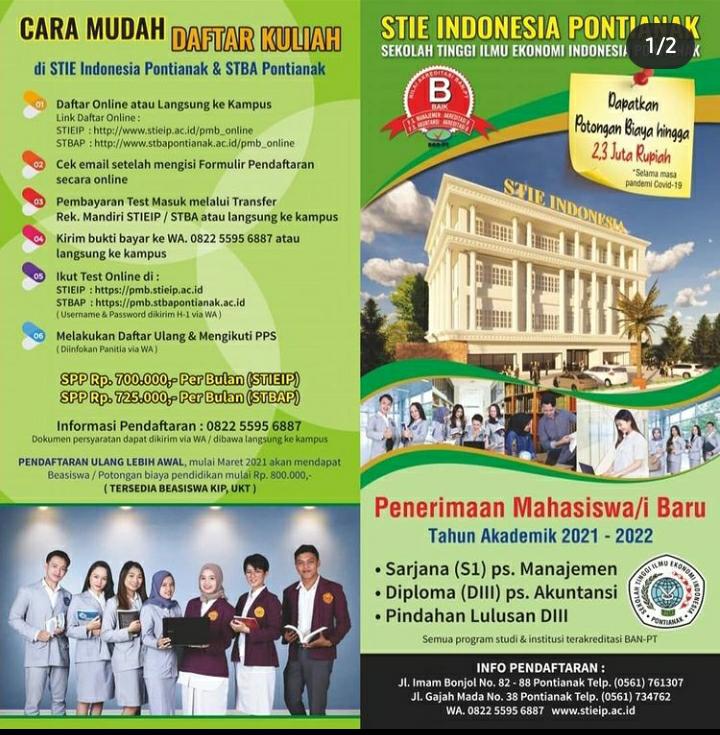 CARA MUDAH DAFTAR KULIAH
di STIE Indonesia Pontianak & STBA Pontianak
01 Daftar Online atau Langsung ke Kampus
Link Daftar Online :
STIEIP : http://www.stieip.ac.id/pmb_online
STBAP : http://www.stbapontianak.ac.id/pmb_online
02 Cek email setelah mengisi Formulir Pendaftaran
secara online
03 Pembayaran Test Masuk melalui Transfer
Rek. Mandiri STIEIP / STBA atau langsung ke kampus
04 Kirim bukti bayar ke WA. 0822 5595 6887 atau
langsung ke kampus
05 Ikut Test Online di :
STIEIP : https://pmb.stieip.ac.id
STBAP : https://pmb.stbapontianak.ac.id
( Username & Password dikirim H-1 via WA )
06 Melakukan Daftar Ulang & Mengikuti PPS
( Diinfokan Panitia via WA )
SPP Rp. 700.000,- Per Bulan (STIEIP)
SPP Rp. 725.000,- Per Bulan (STBAP)
Informasi Pendaftaran : 0822 5595 6887
Dokumen persyaratan dapat dikirim via WA / dibawa langsung ke kampus
PENDAFTARAN ULANG LEBIH AWAL, mulai Maret 2021 akan mendapat
Beasiswa / Potongan biaya pendidikan mulai Rp. 800.000,-
( TERSEDIA BEASISWA KIP, UKT )
STIE INDONESIA PONTIANAK
SEKOLAH TINGGI ILMU EKONOMI INDONESIA
1/2
B
BAIK
BAN-PT
Dapatkan
Potongan Biaya hingga
2,3 Juta Rupiah
*Selama masa
pandemi Covid-19
STIE INDONESIA
Penerimaan Mahasiswa/i Baru
Tahun Akademik 2021 - 2022
• Sarjana (S1) ps. Manajemen
• Diploma (DIII) ps. Akuntansi
• Pindahan Lulusan DIII
SEKOLAH TINGGI ILMU EKONOMI INDONESIA
PONTIANAK
Semua program studi & institusi terakreditasi BAN-PT
INFO PENDAFTARAN :
Jl. Imam Bonjol No. 82 - 88 Pontianak Telp. (0561) 761307
Jl. Gajah Mada No. 38 Pontianak Telp. (0561) 734762
WA. 0822 5595 6887 www.stieip.ac.id